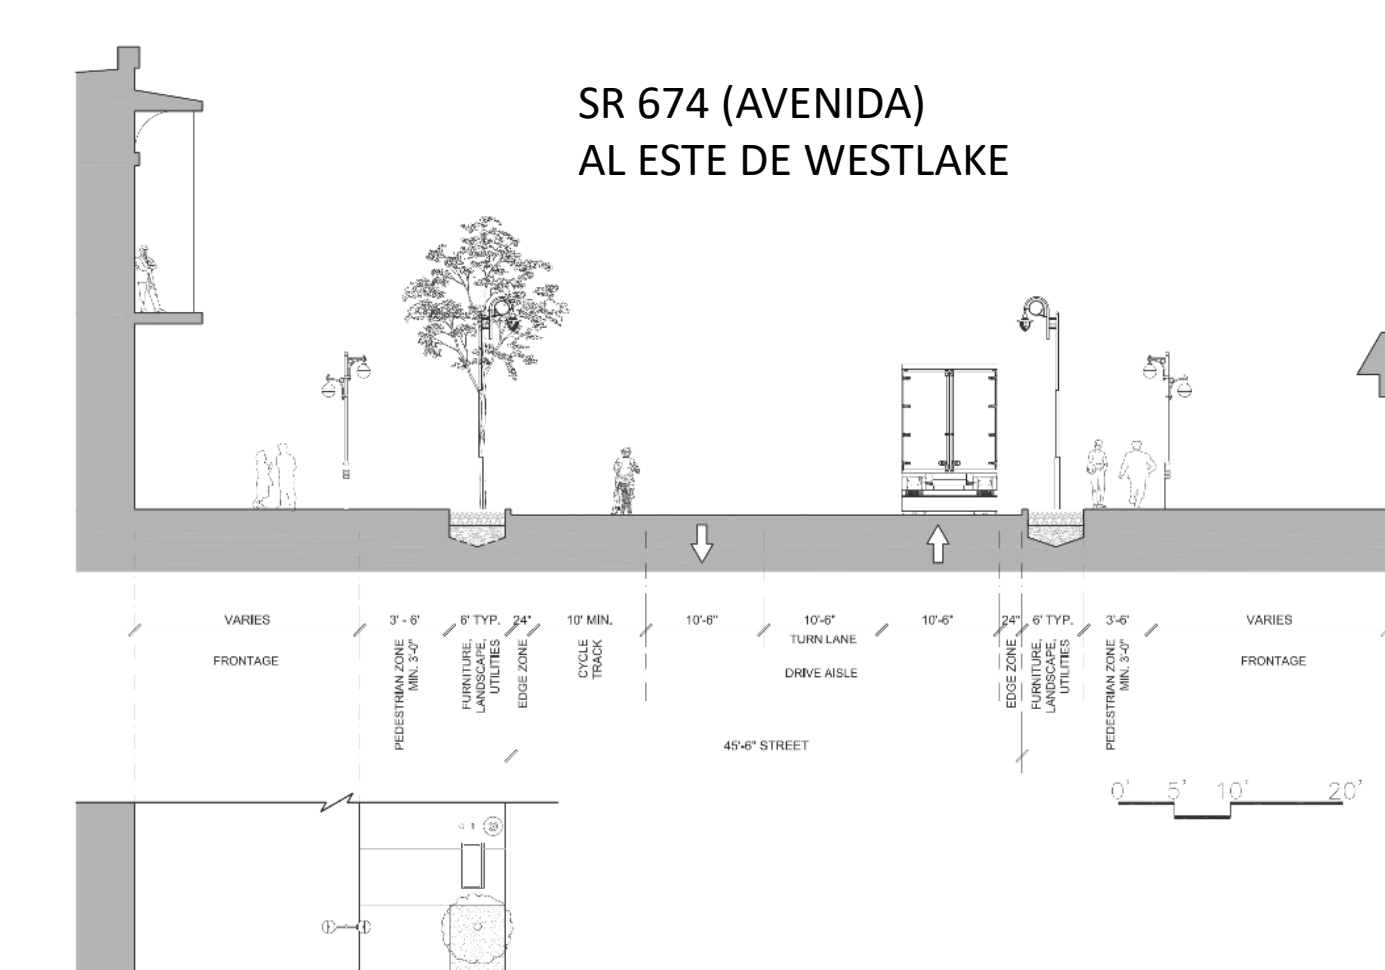 SR 674 (AVENIDA)
AL ESTE DE WESTLAKE
VARIES
3' - 6'
6' TYP.
24"
10' MIN.
10'-6"
10'-6"
10'-6"
24"
6' TYP.
3'-6'
VARIES
FRONTAGE
PEDESTRIAN ZONE
MIN. 3'-0"
FURNITURE,
LANDSCAPE,
UTILITIES
EDGE ZONE
CYCLE
TRACK
TURN LANE
DRIVE AISLE
EDGE ZONE
FURNITURE,
LANDSCAPE,
UTILITIES
PEDESTRIAN ZONE
MIN. 3'-0"
FRONTAGE
45'-6" STREET
0' 5' 10' 20'